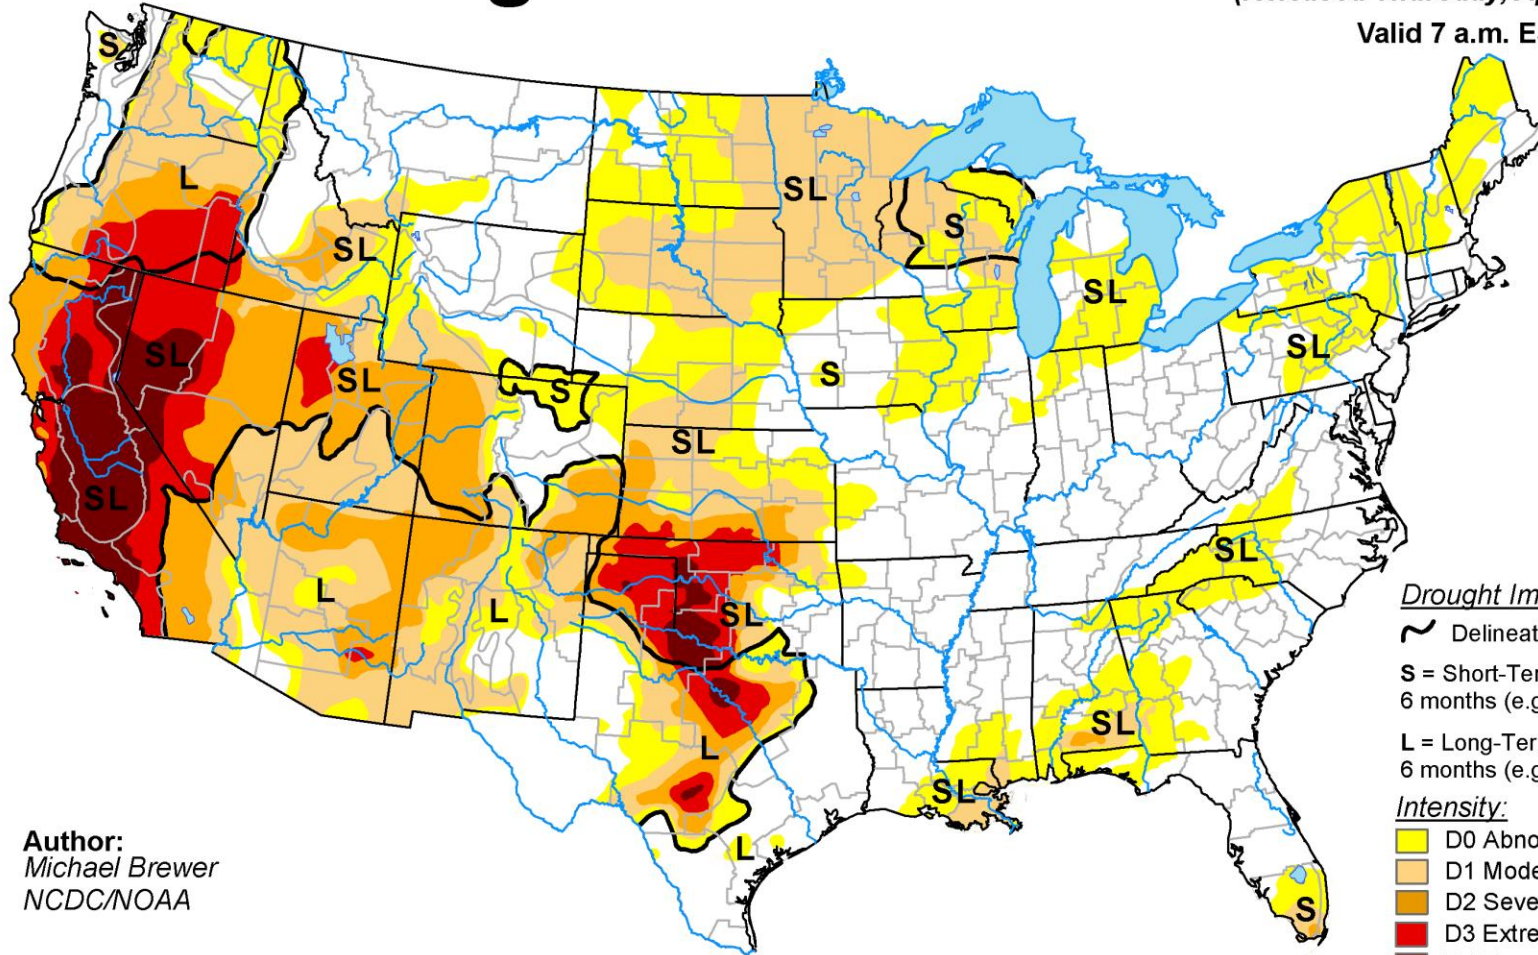 Valid 7 a.m. E
S
L
SL
SL
S
SL
SL
SL
S
S
SL
SL
SL
SL
L
L
SL
SL
L
SL
SL
L
S
Author:
Michael Brewer
NCDC/NOAA
Drought Im
Delineat
S = Short-Ter
6 months (e.g
L = Long-Ter
6 months (e.g
Intensity:
D0 Abno
D1 Mode
D2 Seve
D3 Extre